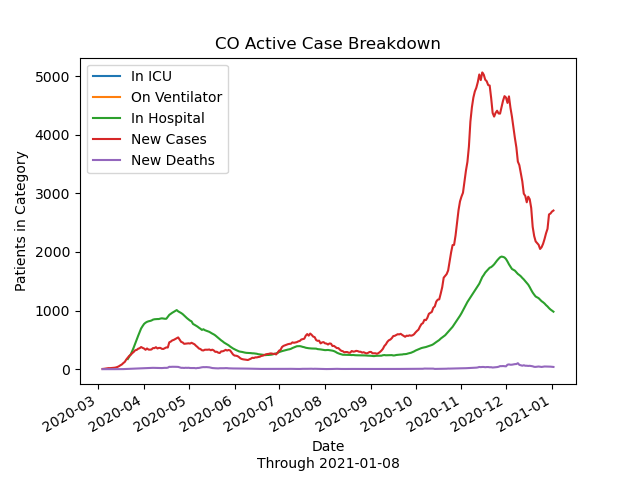 CO Active Case Breakdown
In ICU
On Ventilator
In Hospital
New Cases
New Deaths
Patients in Category
5000
4000
3000
2000
1000
0
2020-03
2020-04
2020-05
2020-06
2020-07
2020-08
2020-09
2020-10
2020-11
2020-12
2021-01
Date
Through 2021-01-08